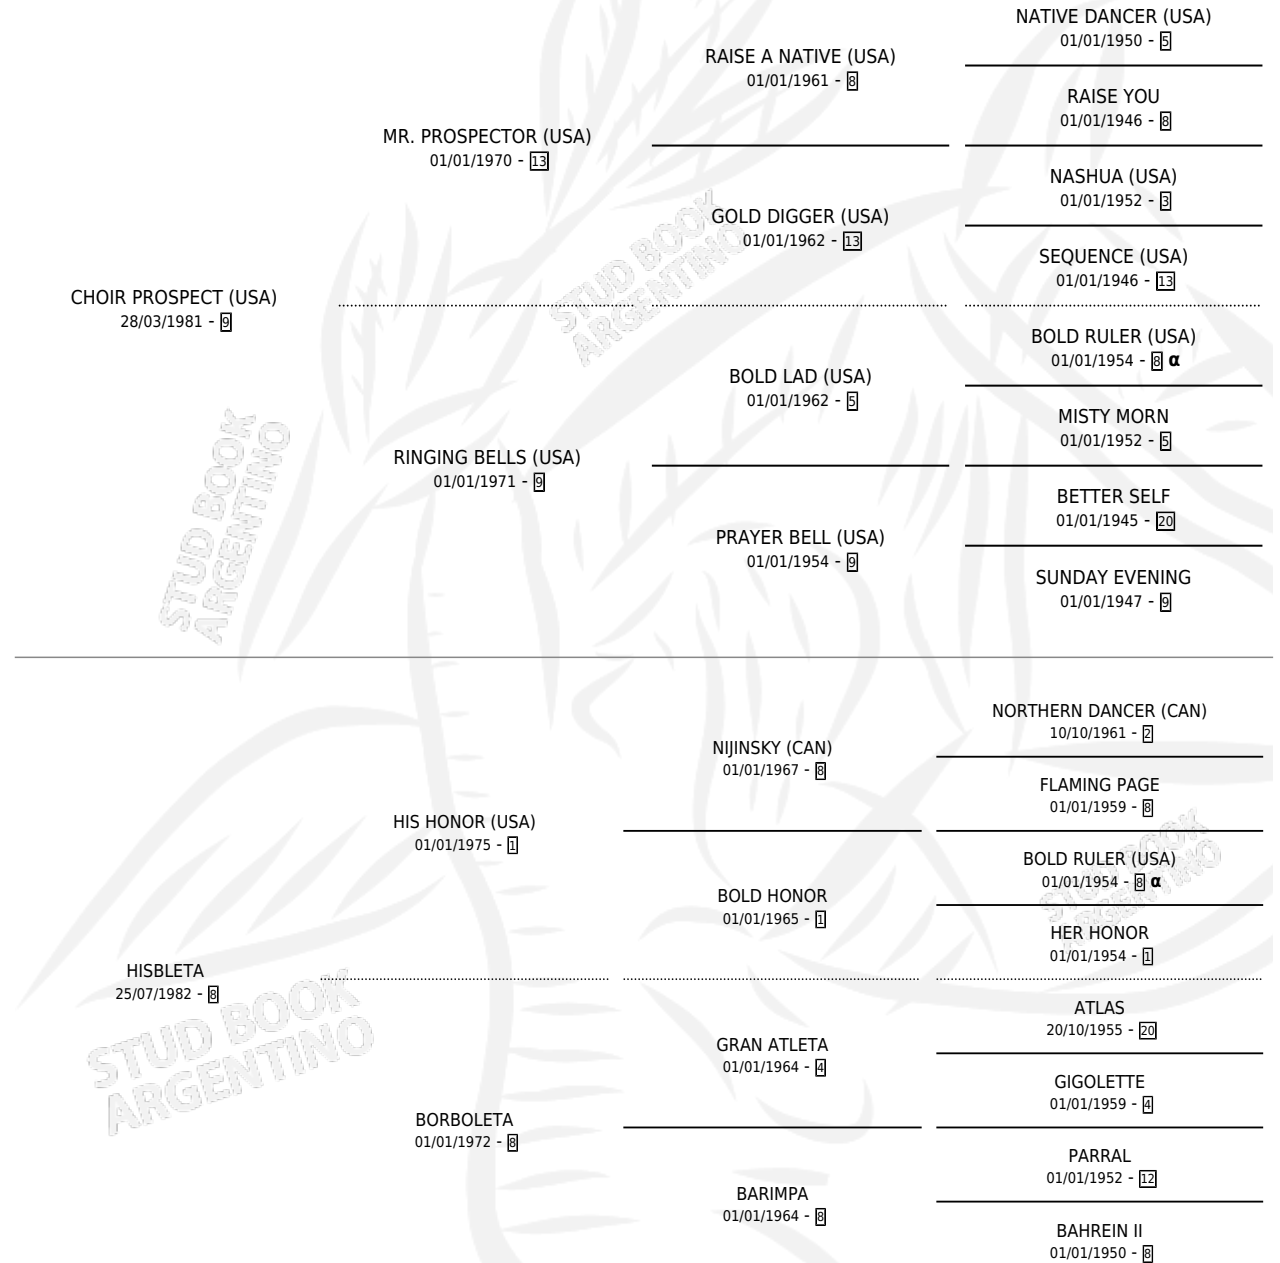 NATIVE DANCER (USA)
01/01/1950 - 5
RAISE A NATIVE (USA)
01/01/1961 - 8
RAISE YOU
01/01/1946 - 8
MR. PROSPECTOR (USA)
01/01/1970 - 13
NASHUA (USA)
01/01/1952 - 3
GOLD DIGGER (USA)
01/01/1962 - 13
SEQUENCE (USA)
01/01/1946 - 13
CHOIR PROSPECT (USA)
28/03/1981 - 9
BOLD RULER (USA)
01/01/1954 - 8 α
BOLD LAD (USA)
01/01/1962 - 5
MISTY MORN
01/01/1952 - 5
RINGING BELLS (USA)
01/01/1971 - 9
BETTER SELF
01/01/1945 - 20
PRAYER BELL (USA)
01/01/1954 - 9
SUNDAY EVENING
01/01/1947 - 9
NORTHERN DANCER (CAN)
10/10/1961 - 2
NIJINSKY (CAN)
01/01/1967 - 8
FLAMING PAGE
01/01/1959 - 8
HIS HONOR (USA)
01/01/1975 - 1
BOLD RULER (USA)
01/01/1954 - 8 α
BOLD HONOR
01/01/1965 - 1
HER HONOR
01/01/1954 - 1
HISBLETA
25/07/1982 - 8
ATLAS
20/10/1955 - 20
GRAN ATLETA
01/01/1964 - 4
GIGOLETTE
01/01/1959 - 4
BORBOLETA
01/01/1972 - 8
PARRAL
01/01/1952 - 12
BARIMPA
01/01/1964 - 8
BAHREIN II
01/01/1950 - 8
STUD BOOK
ARGENTINO
STUD BOOK
ARGENTINO
STUD BOOK
ARGENTINO
STUD BOOK
ARGENTINO